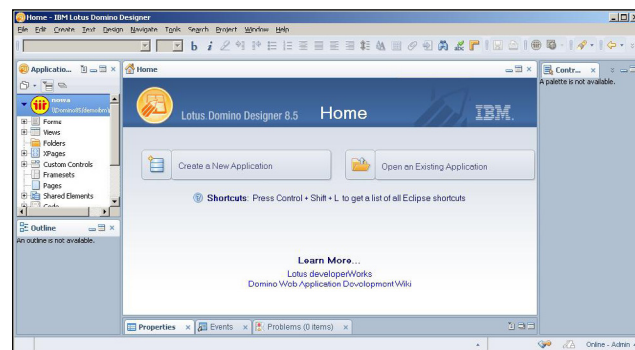 Home - IBM Lotus Domino Designer
File Edit Create Text Design Navigate Tools Search Project Window Help
b i
Applicatio...
Home
Contr...
A palette is not available.
nowa
Forms
Views
Folders
XPages
Custom Controls
Framesets
Pages
Shared Elements
Code
Lotus Domino Designer 8.5 Home IBM.
Create a New Application
Open an Existing Application
Shortcuts: Press Control + Shift + L to get a list of all Eclipse shortcuts
Outline
An outline is not available.
Learn More...
Lotus developerWorks
Domino Web Application Development Wiki
Properties
Events
Problems (0 items)
Online - Admin